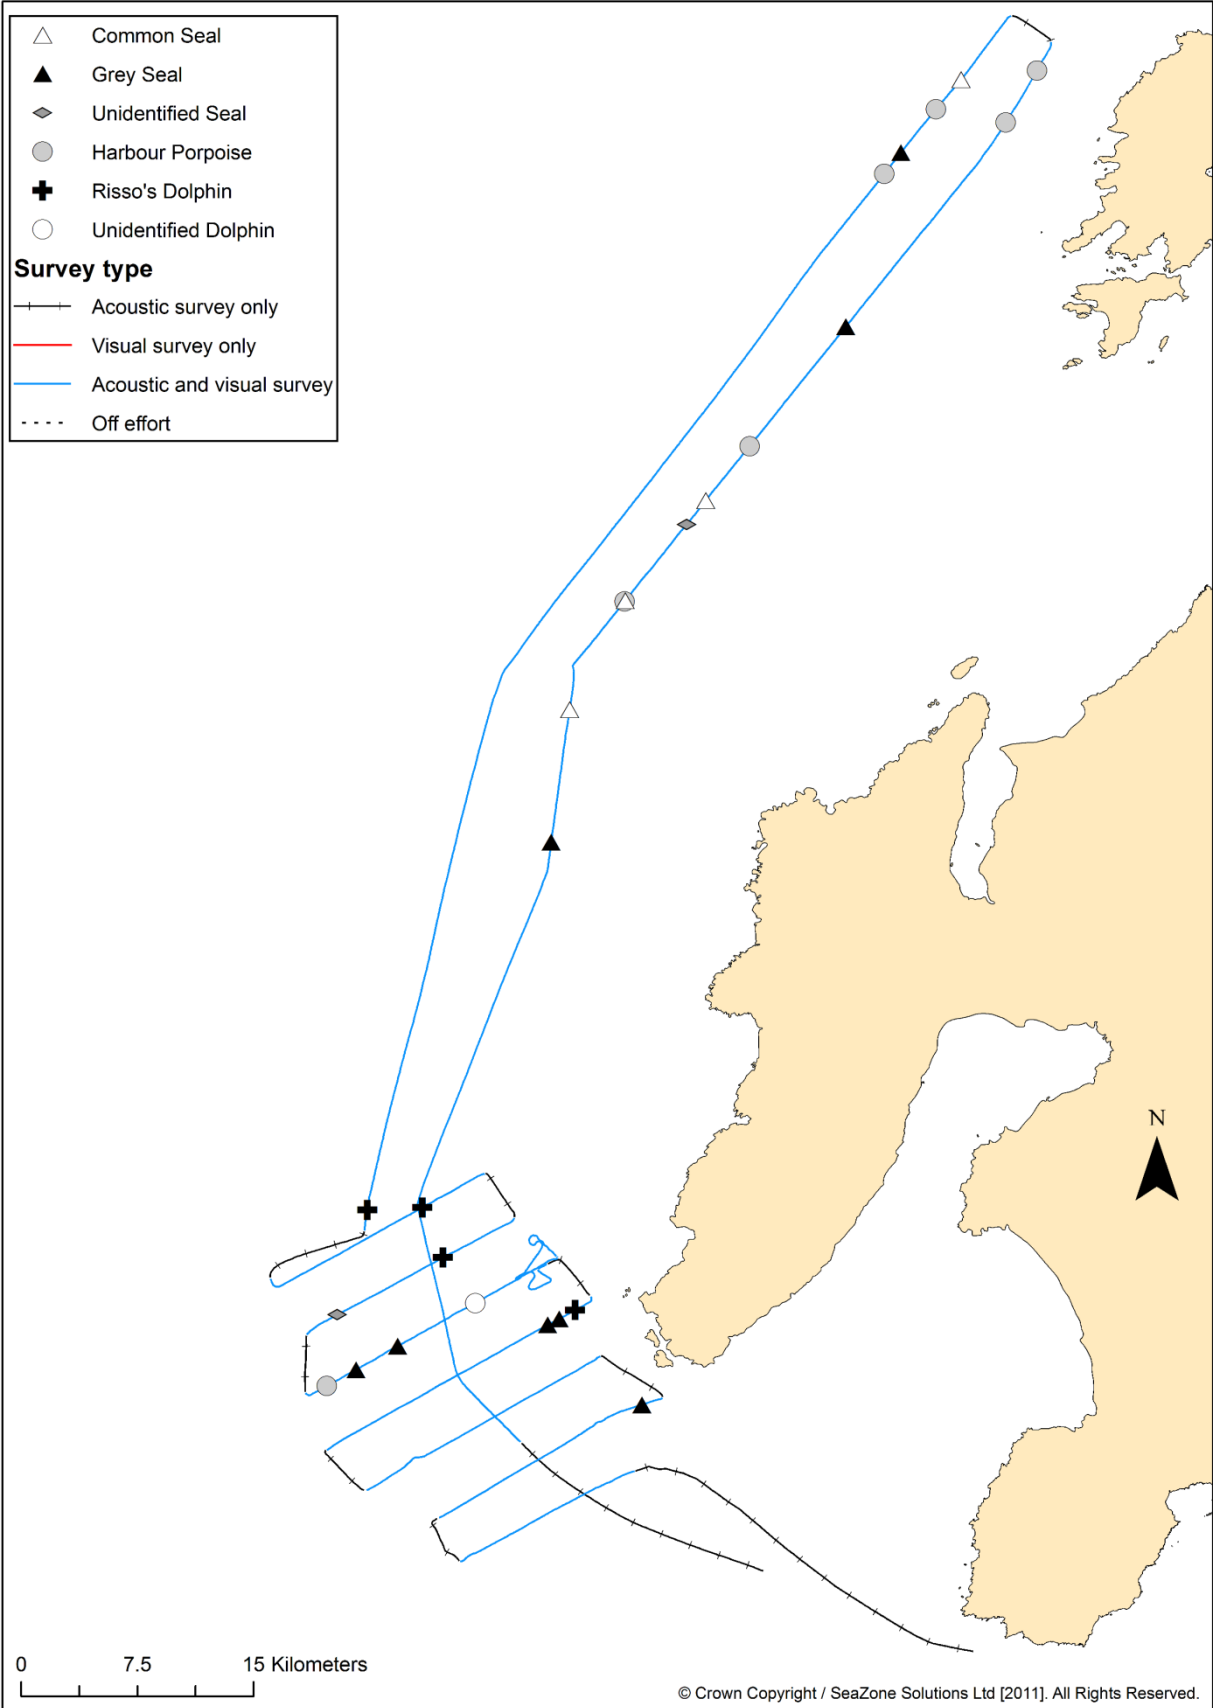 Common Seal
Grey Seal
Unidentified Seal
Harbour Porpoise
Risso's Dolphin
Unidentified Dolphin
Survey type
Acoustic survey only
Visual survey only
Acoustic and visual survey
Off effort
N
0 7.5 15 Kilometers
© Crown Copyright / SeaZone Solutions Ltd [2011]. All Rights Reserved.